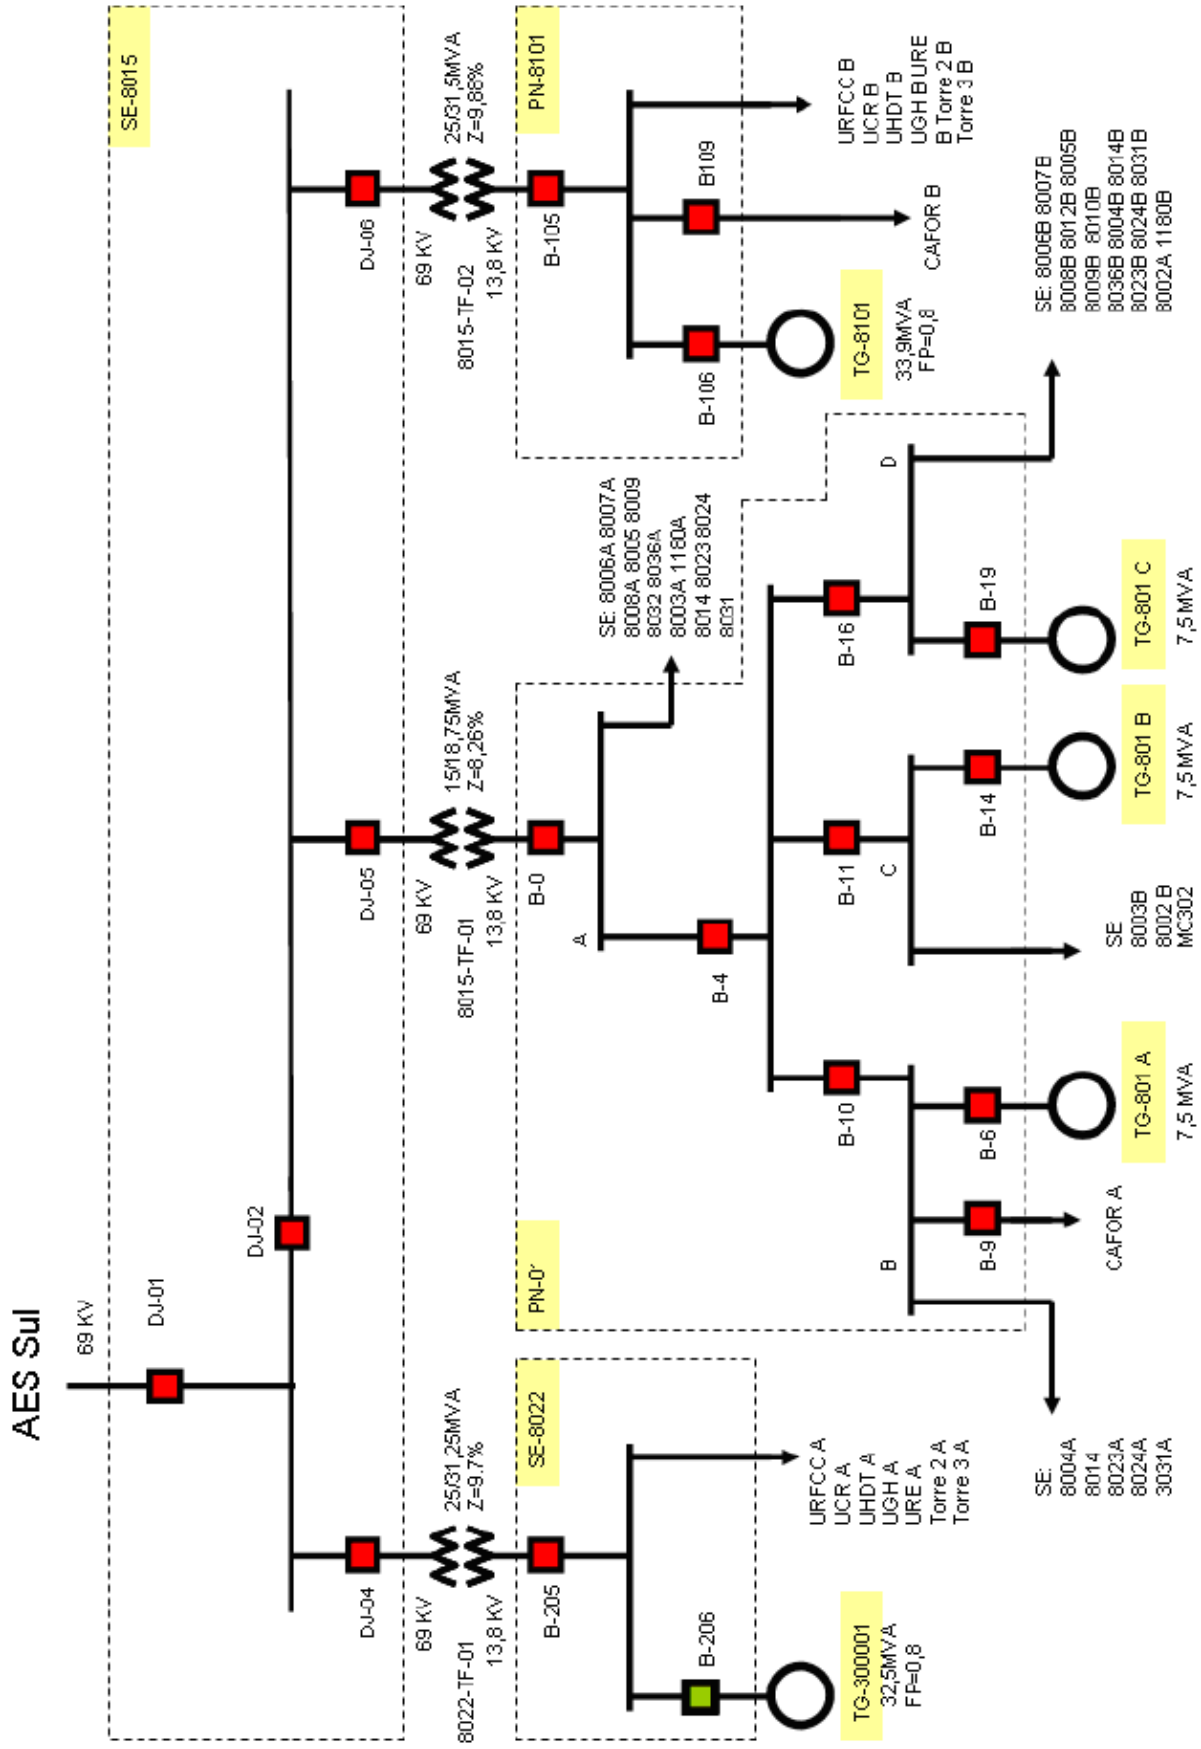 AES Sul
69 KV
DJ-01
SE-8015
DJ-02
DJ-04
DJ-05
DJ-06
69 KV
8022-TF-01
13,8 KV
25/31,25MVA
Z=9.7%
69 KV
8015-TF-01
13,8 KV
15/18,75MVA
Z=8,26%
69 KV
8015-TF-02
13,8 KV
25/31,5MVA
Z=9,88%
SE-8022
B-205
B-206
TG-300001
32,5MVA
FP=0,8
URFCC A
UCR A
UHDT A
UGH A
URE A
Torre 2 A
Torre 3 A
PN-01
B-0
A
SE: 8006A 8007A
8008A 8005 8009
8032 8036A
8003A 1180A
8014 8023 8024
8031
B-4
B-10
B-11
B-16
B
C
D
B-9
B-6
B-14
B-19
CAFOR A
SE:
8004A
8014
8023A
8024A
3031A
TG-801 A
7,5 MVA
SE
8003B
8002 B
MC302
TG-801 B
7,5 MVA
TG-801 C
7,5 MVA
SE: 8006B 8007B
8008B 8012B 8005B
8009B 8010B
8036B 8004B 8014B
8023B 8024B 8031B
8002A 1180B
PN-8101
B-105
B-106
B109
TG-8101
33,9MVA
FP=0,8
CAFOR B
URFCC B
UCR B
UHDT B
UGH B URE
B Torre 2 B
Torre 3 B